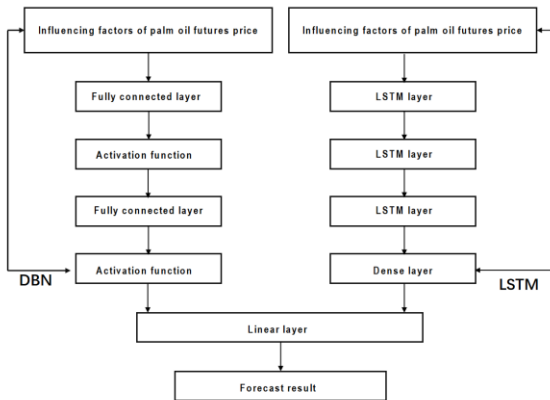 Influencing factors of palm oil futures price
Influencing factors of palm oil futures price
Fully connected layer
LSTM layer
Activation function
LSTM layer
Fully connected layer
LSTM layer
Activation function
Dense layer
DBN
LSTM
Linear layer
Forecast result